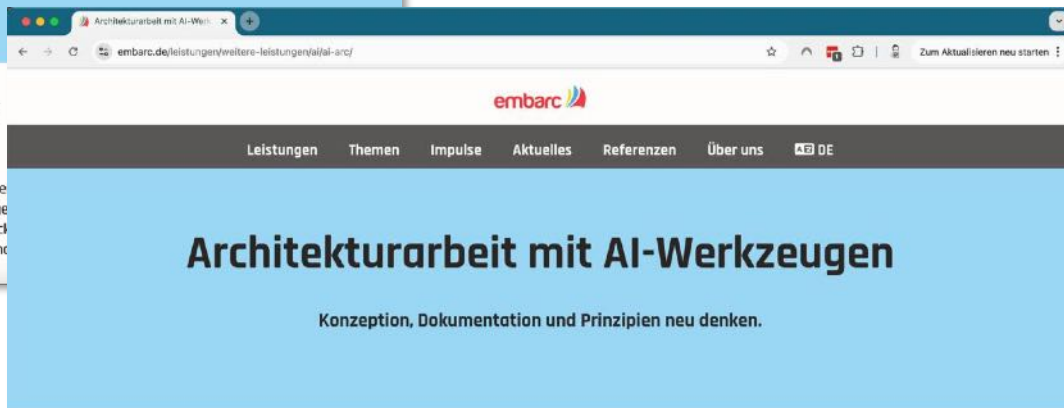 Architekturarbeit mit AI-Werk
embarc.de/leistungen/weitere-leistungen/ai/ai-arc/
Zum Aktualisieren neu starten
embarc
Leistungen Themen Impulse Aktuelles Referenzen Über uns DE
Architekturarbeit mit AI-Werkzeugen
Konzeption, Dokumentation und Prinzipien neu denken.